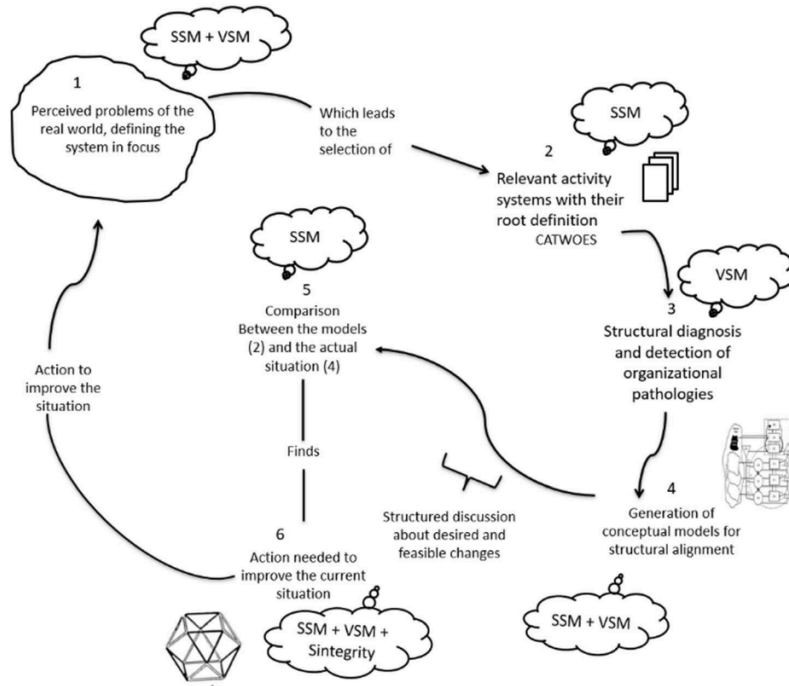 SSM + VSM
1
Perceived problems of the
real world, defining the
system in focus
Which leads
to the
selection of
SSM
2
Relevant activity
systems with their
root definition
CATWOES
VSM
3
Structural diagnosis
and detection of
organizational
pathologies
4
Generation of
conceptual models for
structural alignment
SSM + VSM
Structured discussion
about desired and
feasible changes
SSM
5
Comparison
Between the models
(2) and the actual
situation (4)
Finds
6
Action needed to
improve the current
situation
SSM + VSM +
Sintegrity
Action to
improve the
situation